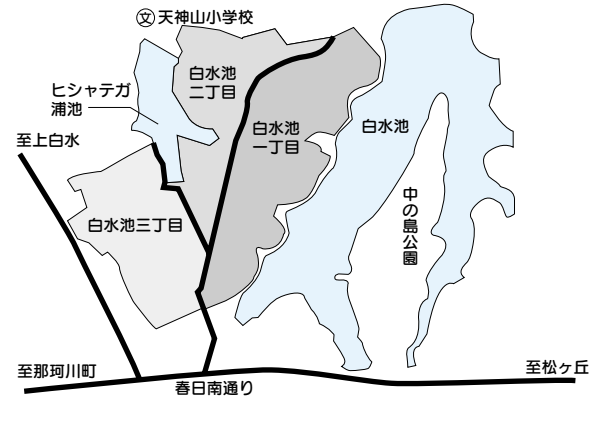 文 天神山小学校
白水池
二丁目
ヒシャテガ
浦池
白水池
一丁目
白水池
至上白水
中の島公園
白水池三丁目
至那珂川町
至松ヶ丘
春日南通り